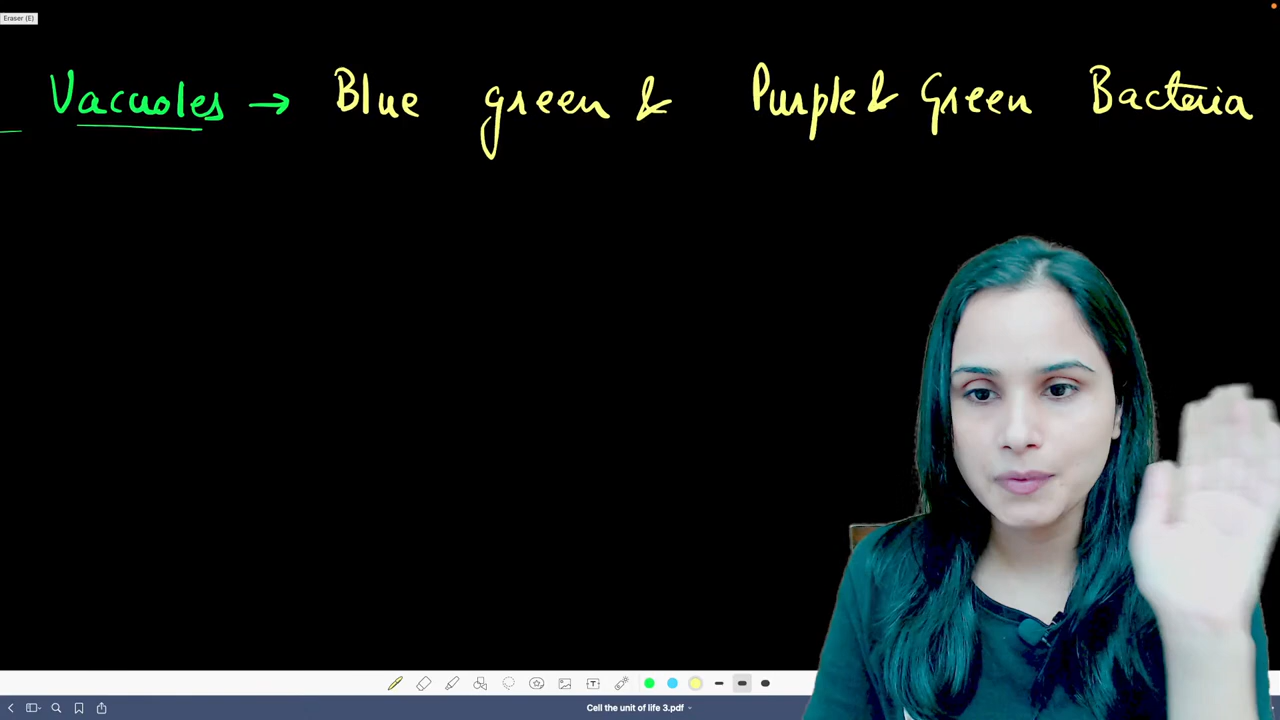 Eraser (E)
Vacuoles → Blue green & Purple & Green Bacteria
Cell the unit of life 3.pdf